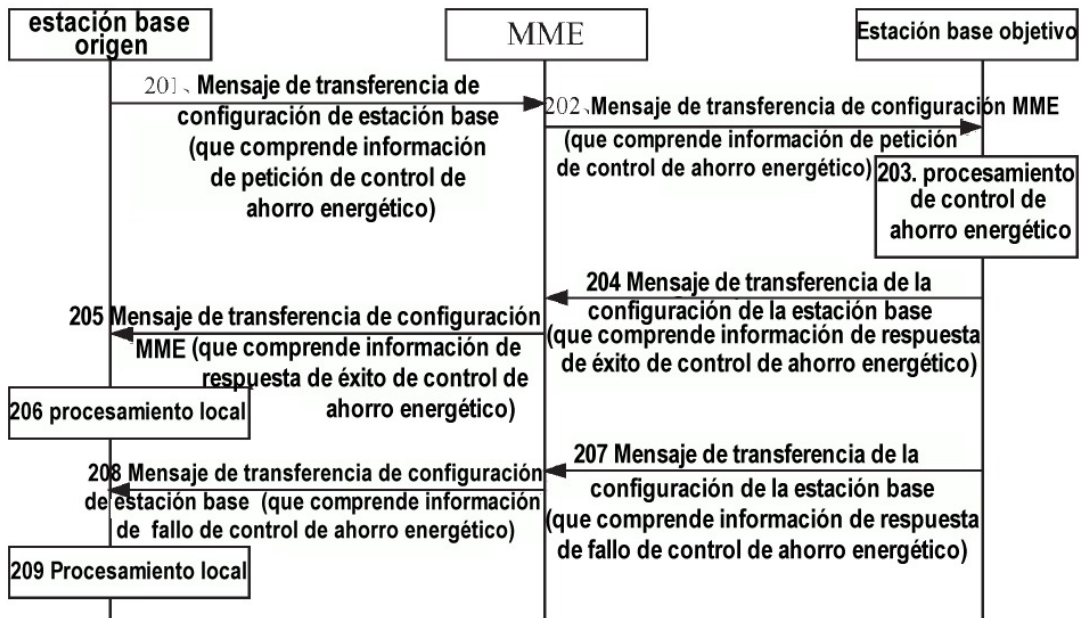 estación base
origen
MME
Estación base objetivo
201、Mensaje de transferencia de
configuración de estación base
(que comprende información
de petición de control de
ahorro energético)
202、Mensaje de transferencia de configuración MME
(que comprende información de petición
de control de ahorro energético)
203. procesamiento
de control de
ahorro energético
204 Mensaje de transferencia de la
configuración de la estación base
(que comprende información de respuesta
de éxito de control de ahorro energético)
205 Mensaje de transferencia de configuración
MME (que comprende información de
respuesta de éxito de control de
ahorro energético)
206 procesamiento local
207 Mensaje de transferencia de la
configuración de la estación base
(que comprende información de respuesta
de fallo de control de ahorro energético)
208 Mensaje de transferencia de configuración
de estación base (que comprende información
de fallo de control de ahorro energético)
209 Procesamiento local